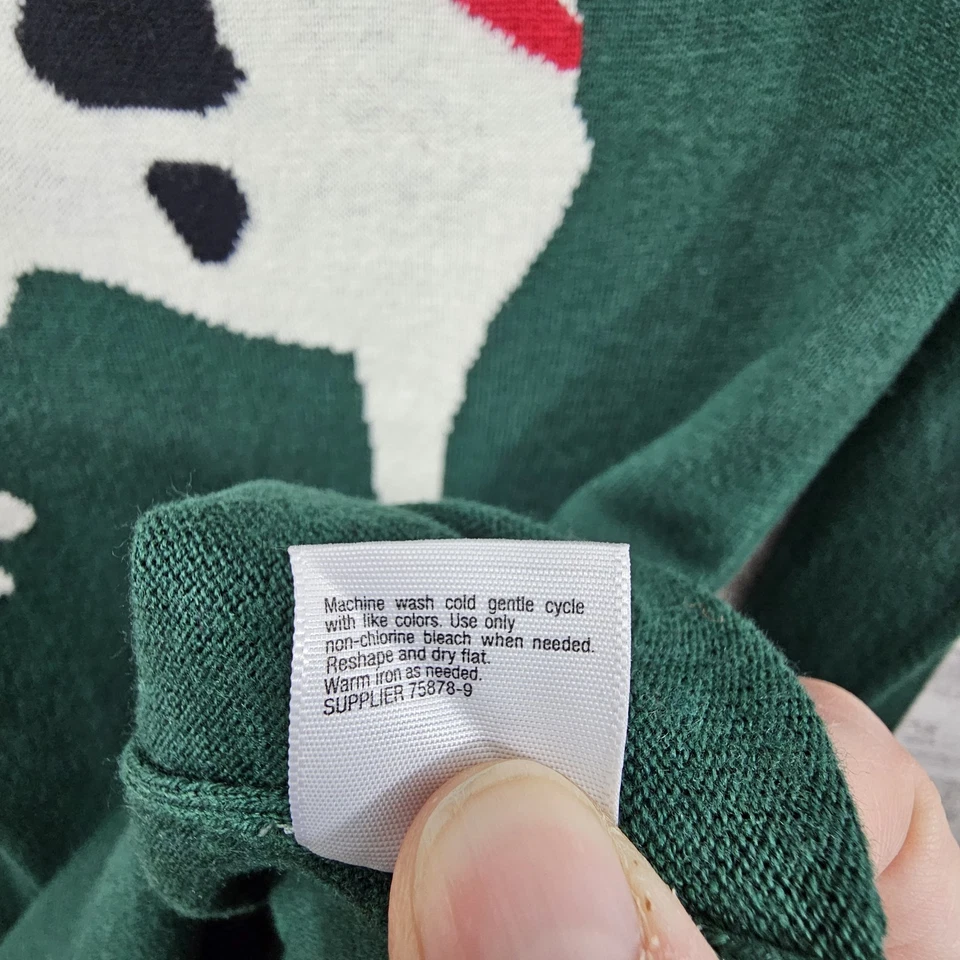 Machine wash cold gentle cycle
with like colors. Use only
non-chlorine bleach when needed.
Reshape and dry flat.
Warm iron as needed.
SUPPLIER 75878-9